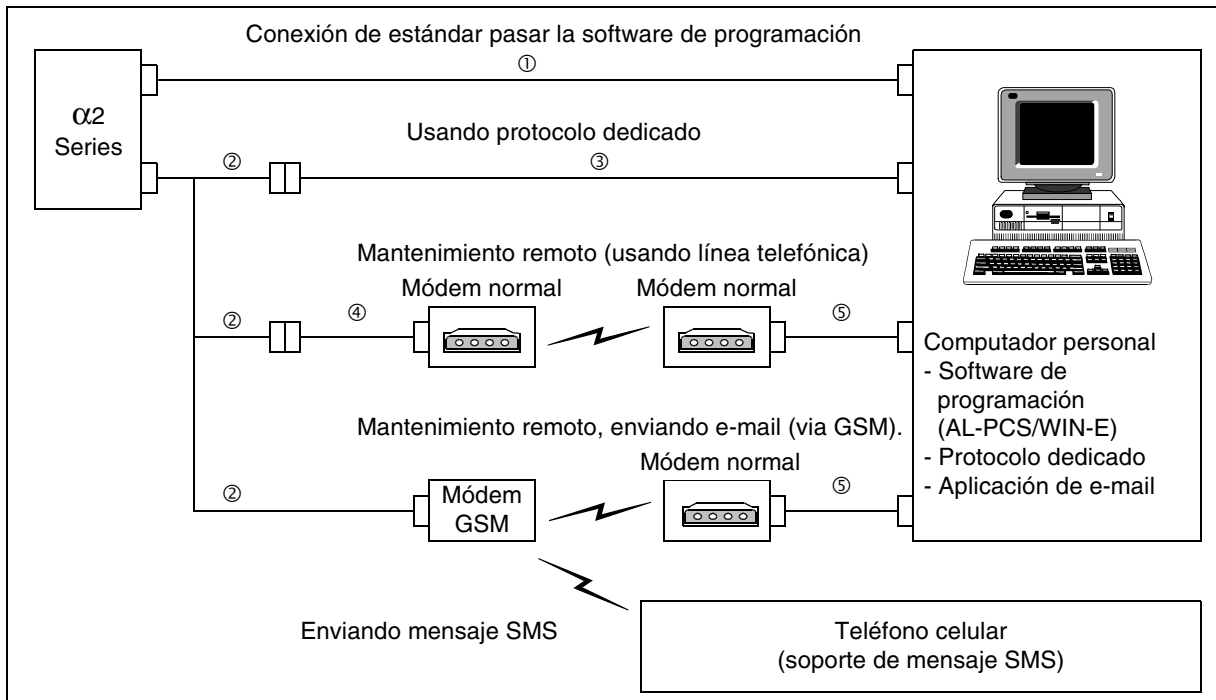 Conexión de estándar pasar la software de programación
①
α2
Series
Usando protocolo dedicado
②
③
Mantenimiento remoto (usando línea telefónica)
Módem normal
Módem normal
②
④
⑤
Computador personal
- Software de
programación
(AL-PCS/WIN-E)
- Protocolo dedicado
- Aplicación de e-mail
Mantenimiento remoto, enviando e-mail (via GSM).
Módem normal
②
Módem
GSM
⑤
Enviando mensaje SMS
Teléfono celular
(soporte de mensaje SMS)